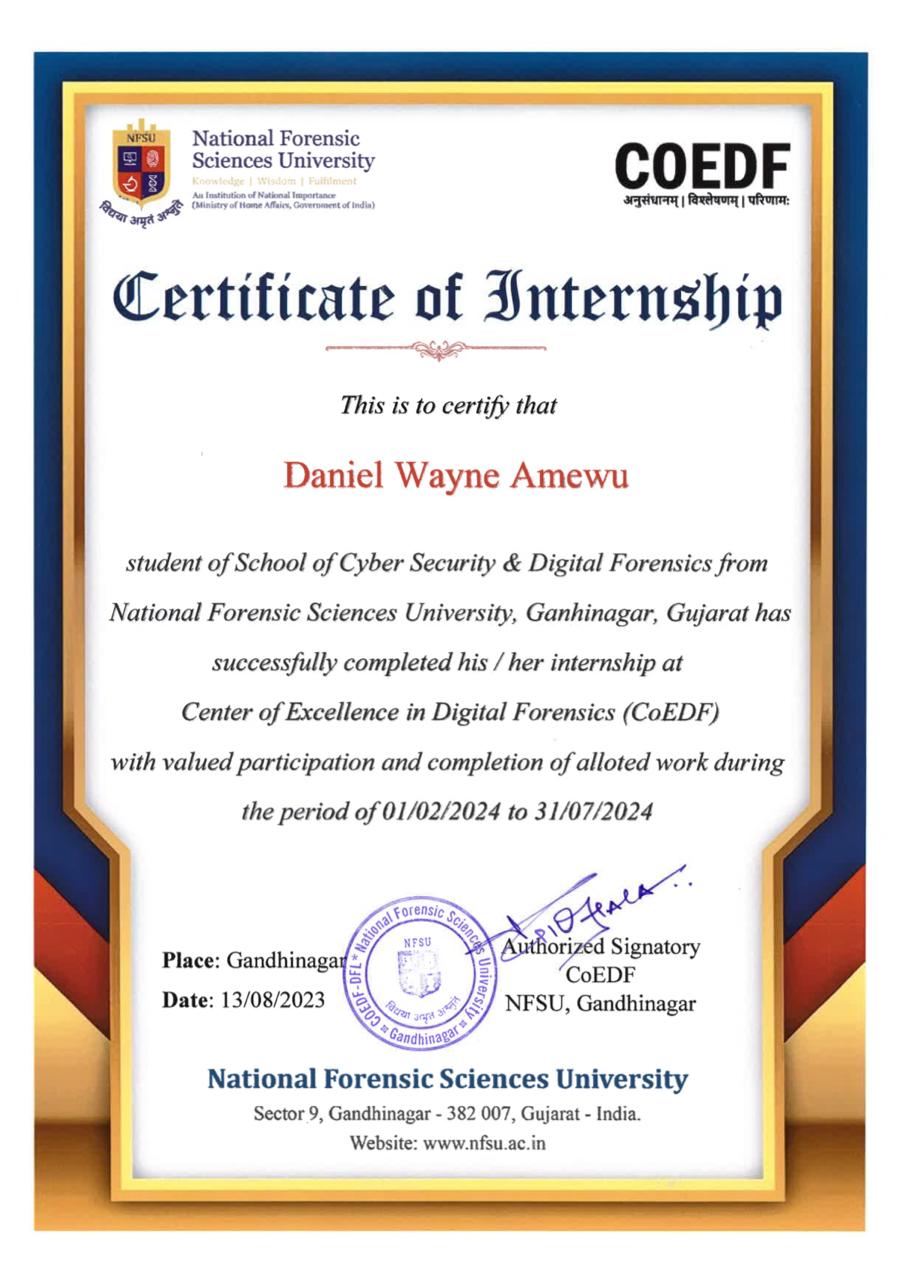 NFSU
विद्यया अमृतं अश्नुते
National Forensic
Sciences University
Knowledge | Wisdom | Fulfilment
An Institution of National Importance
(Ministry of Home Affairs, Government of India)
COEDF
अनुसंधानम् | विश्लेषणम् | परिणामः
Certificate of Internship
This is to certify that
Daniel Wayne Amewu
student of School of Cyber Security & Digital Forensics from
National Forensic Sciences University, Ganhinagar, Gujarat has
successfully completed his / her internship at
Center of Excellence in Digital Forensics (CoEDF)
with valued participation and completion of alloted work during
the period of 01/02/2024 to 31/07/2024
Place: Gandhinagar
Date: 13/08/2023
COEDF-DFL * National Forensic Sciences University * Gandhinagar *
NFSU
विद्यया अमृतं अश्नुते
Authorized Signatory
CoEDF
NFSU, Gandhinagar
National Forensic Sciences University
Sector 9, Gandhinagar - 382 007, Gujarat - India.
Website: www.nfsu.ac.in